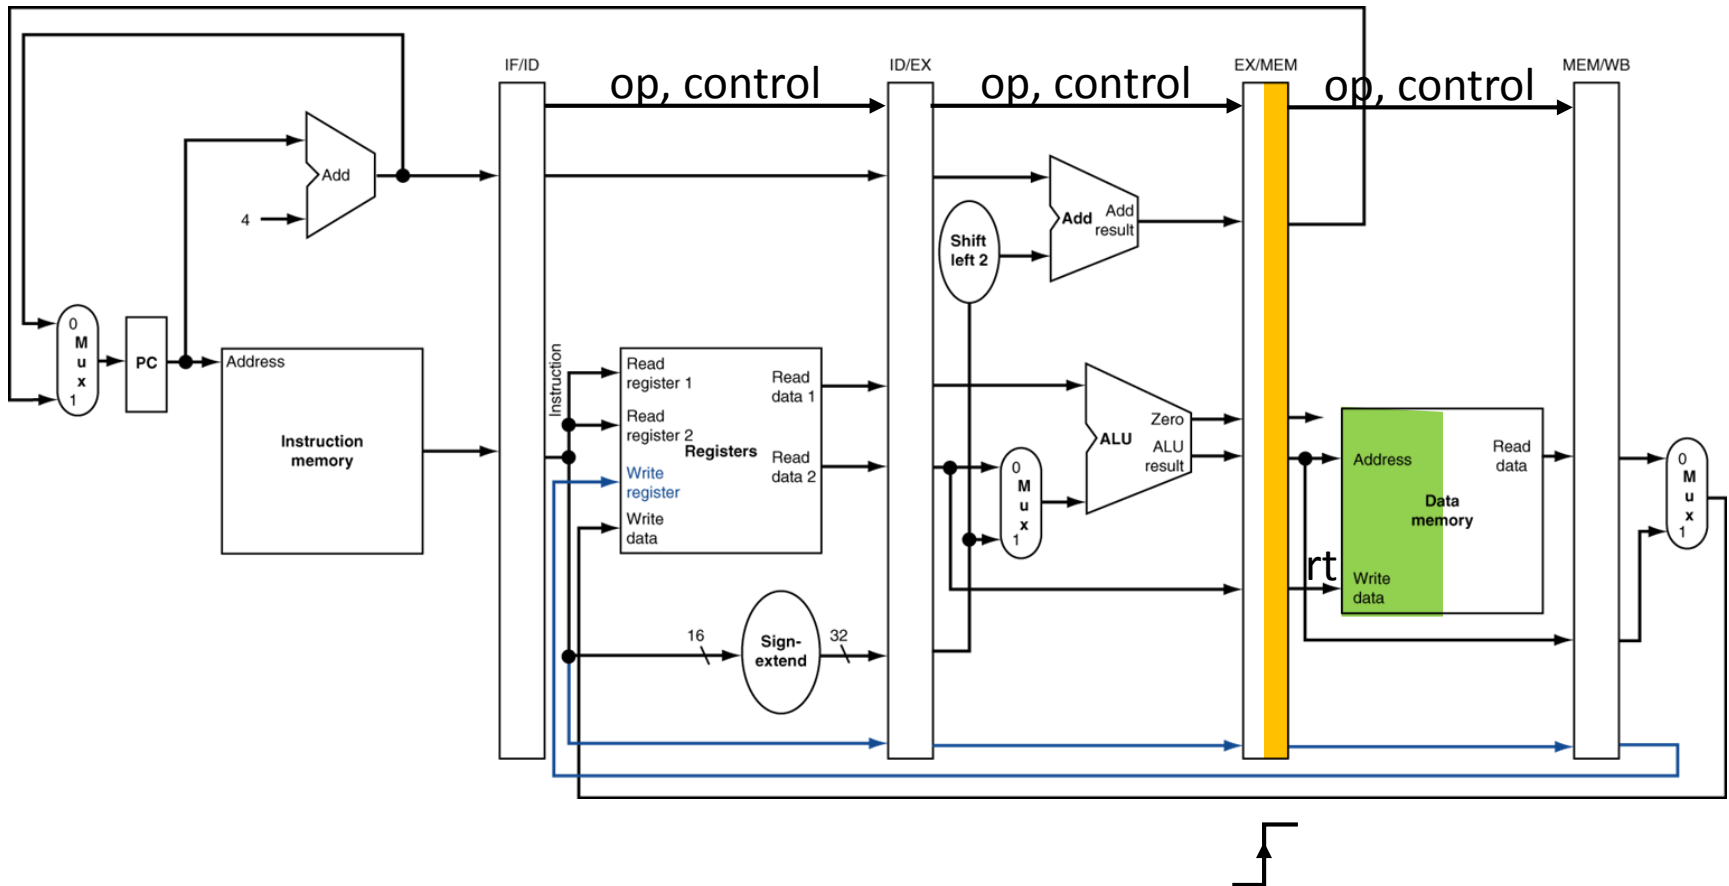 IF/ID
ID/EX
EX/MEM
MEM/WB
op, control
op, control
op, control
Add
4
Add
Add
result
Shift
left 2
0
M
u
x
1
PC
Address
Instruction
memory
Instruction
Read
register 1
Read
register 2
Write
register
Write
data
Registers
Read
data 1
Read
data 2
16
Sign-
extend
32
0
M
u
x
1
Zero
ALU
ALU
result
Address
Read
data
Data
memory
rt
Write
data
0
M
u
x
1